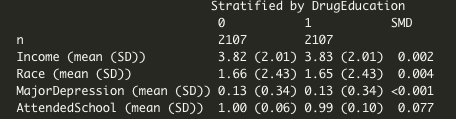 Stratified by DrugEducation
0 1 SMD
n 2107 2107
Income (mean (SD)) 3.82 (2.01) 3.83 (2.01) 0.002
Race (mean (SD)) 1.66 (2.43) 1.65 (2.43) 0.004
MajorDepression (mean (SD)) 0.13 (0.34) 0.13 (0.34) <0.001
AttendedSchool (mean (SD)) 1.00 (0.06) 0.99 (0.10) 0.077